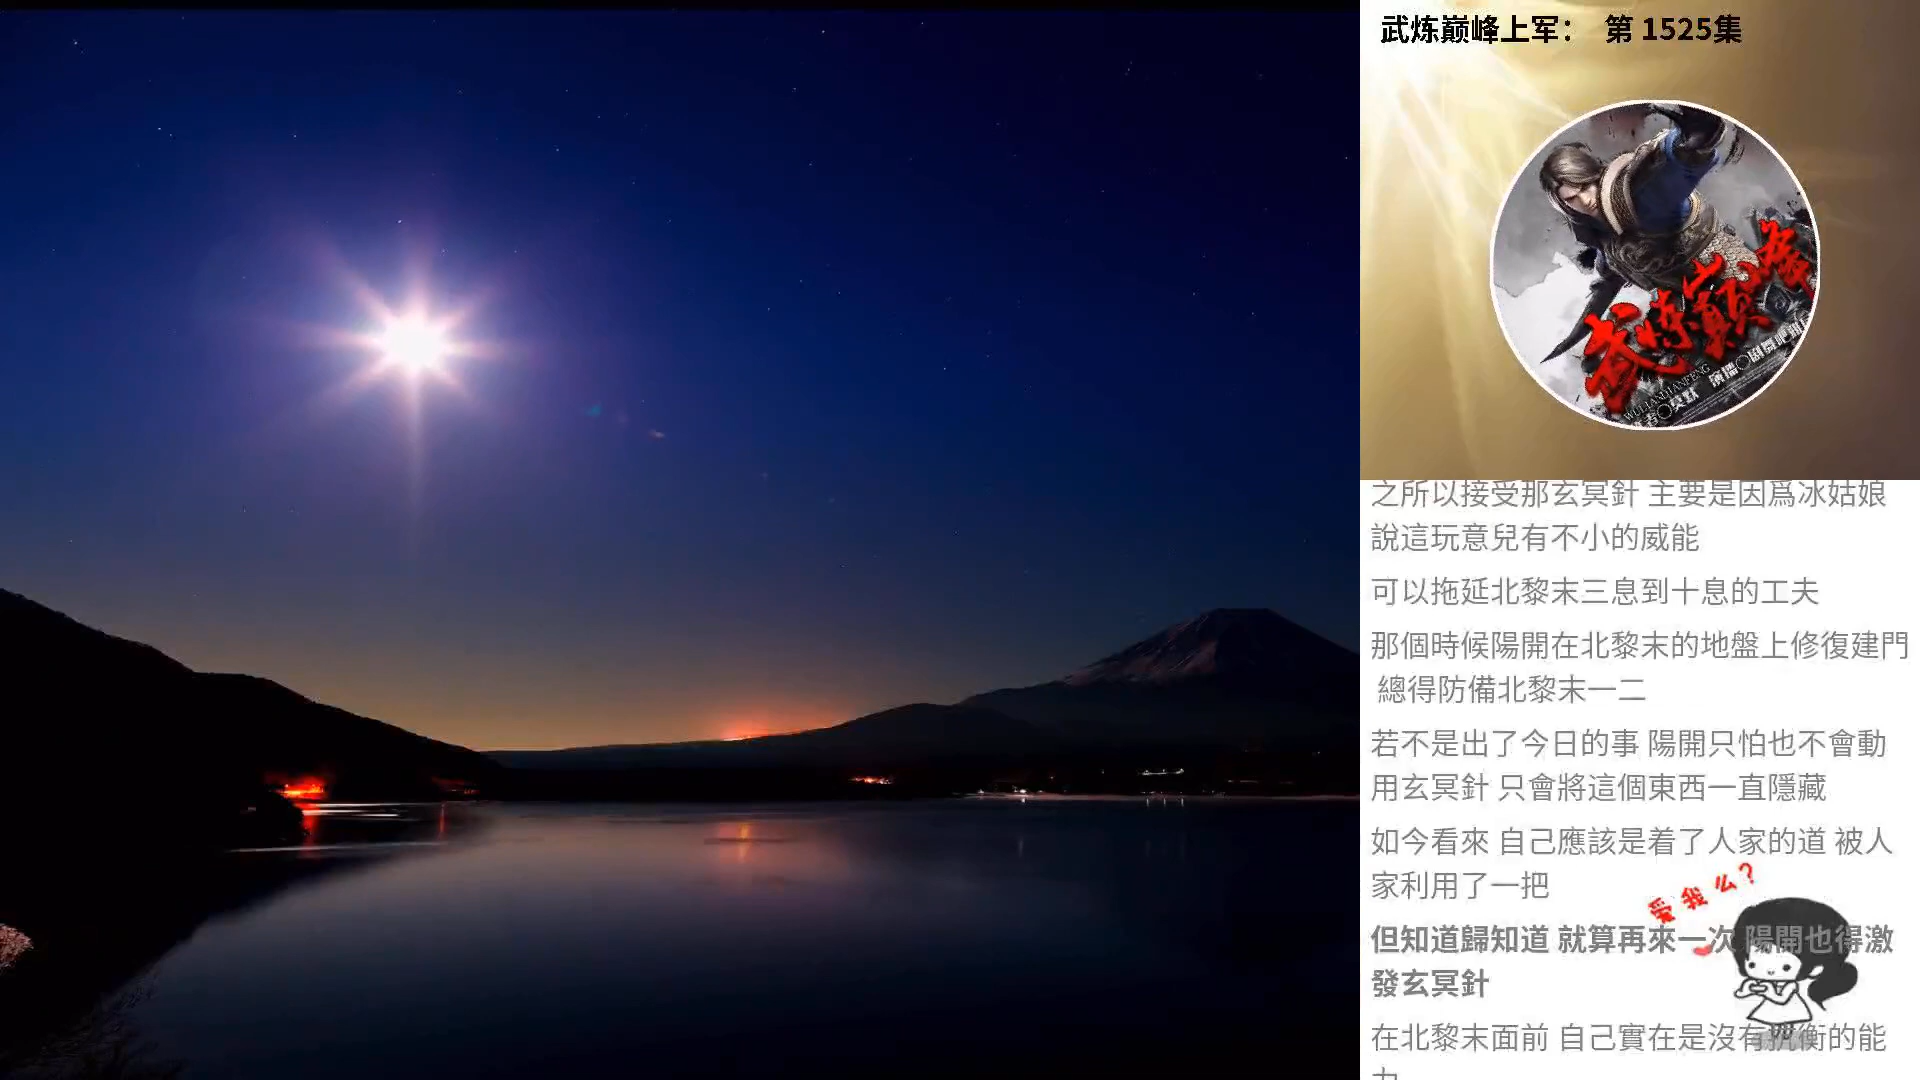 武炼巅峰上军： 第 1525集
武炼巅峰
WULIANDIANFENG
之所以接受那玄冥針 主要是因爲冰姑娘
說這玩意兒有不小的威能
可以拖延北黎末三息到十息的工夫
那個時候陽開在北黎末的地盤上修復建門
總得防備北黎末一二
若不是出了今日的事 陽開只怕也不會動
用玄冥針 只會將這個東西一直隱藏
如今看來 自己應該是着了人家的道 被人
家利用了一把
爱我么？
但知道歸知道 就算再來一次 陽開也得激
發玄冥針
在北黎末面前 自己實在是沒有抗衡的能
力